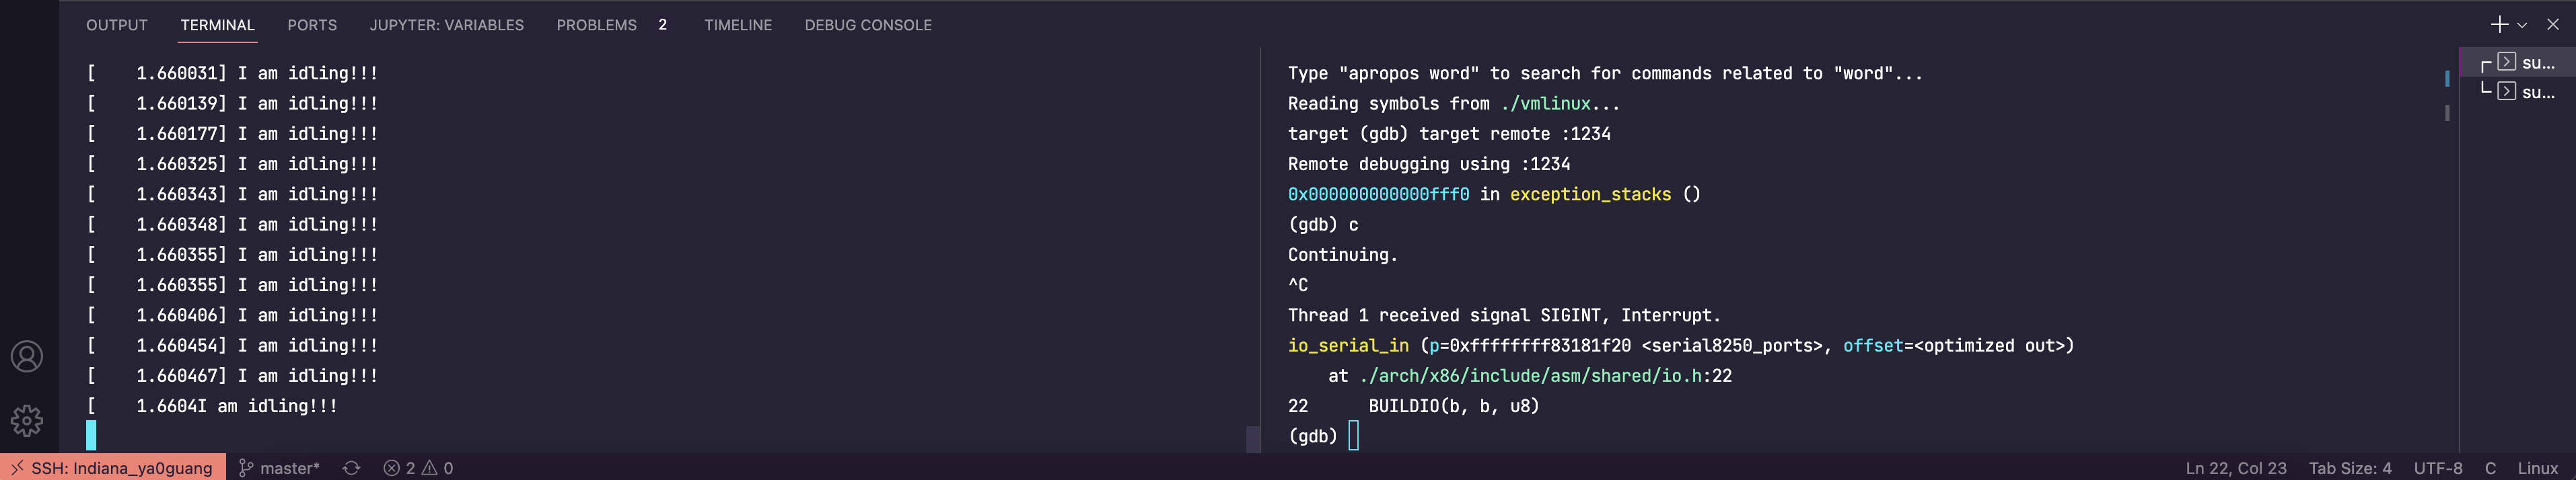 OUTPUT TERMINAL PORTS JUPYTER: VARIABLES PROBLEMS 2 TIMELINE DEBUG CONSOLE
[    1.660031] I am idling!!!
[    1.660139] I am idling!!!
[    1.660177] I am idling!!!
[    1.660325] I am idling!!!
[    1.660343] I am idling!!!
[    1.660348] I am idling!!!
[    1.660355] I am idling!!!
[    1.660355] I am idling!!!
[    1.660406] I am idling!!!
[    1.660454] I am idling!!!
[    1.660467] I am idling!!!
[    1.6604I am idling!!!
Type "apropos word" to search for commands related to "word"...
Reading symbols from ./vmlinux...
target (gdb) target remote :1234
Remote debugging using :1234
0x000000000000fff0 in exception_stacks ()
(gdb) c
Continuing.
^C
Thread 1 received signal SIGINT, Interrupt.
io_serial_in (p=0xffffffff83181f20 <serial8250_ports>, offset=<optimized out>)
    at ./arch/x86/include/asm/shared/io.h:22
22      BUILDIO(b, b, u8)
(gdb)
su...
su...
SSH: Indiana_ya0guang master* 2 0 Ln 22, Col 23 Tab Size: 4 UTF-8 C Linux